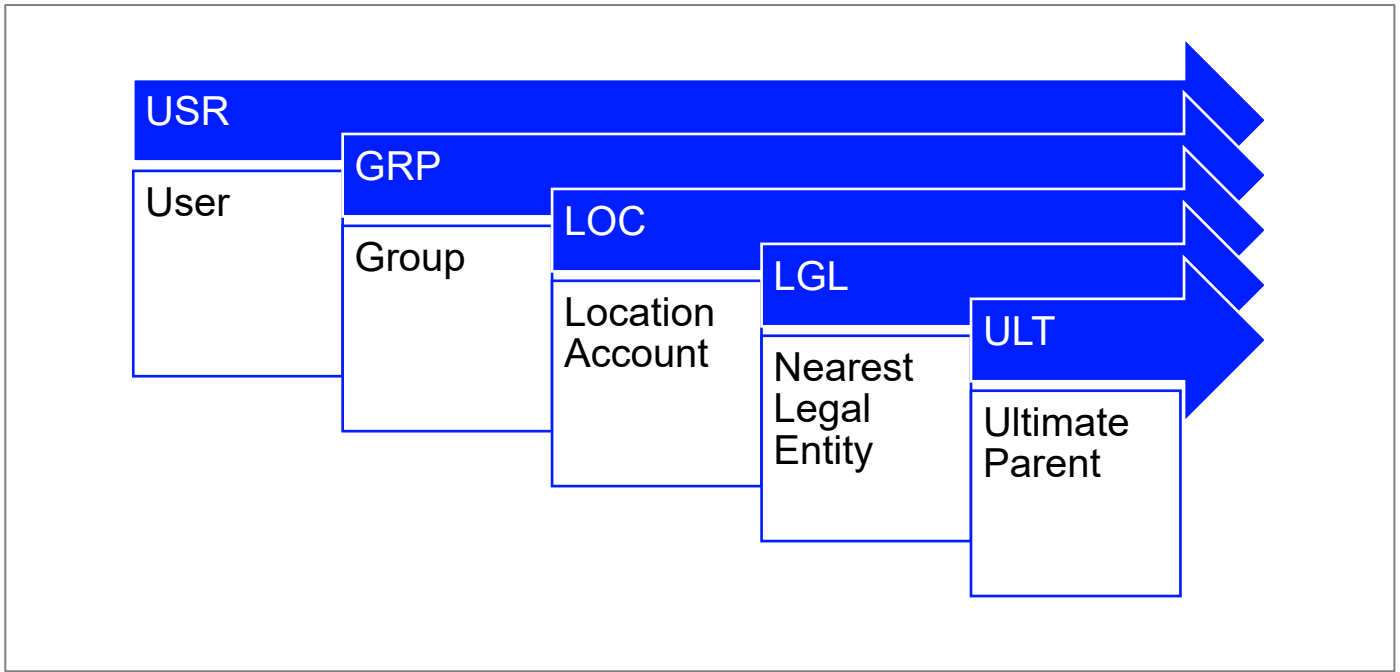 USR
User
GRP
Group
LOC
Location
Account
LGL
Nearest
Legal
Entity
ULT
Ultimate
Parent